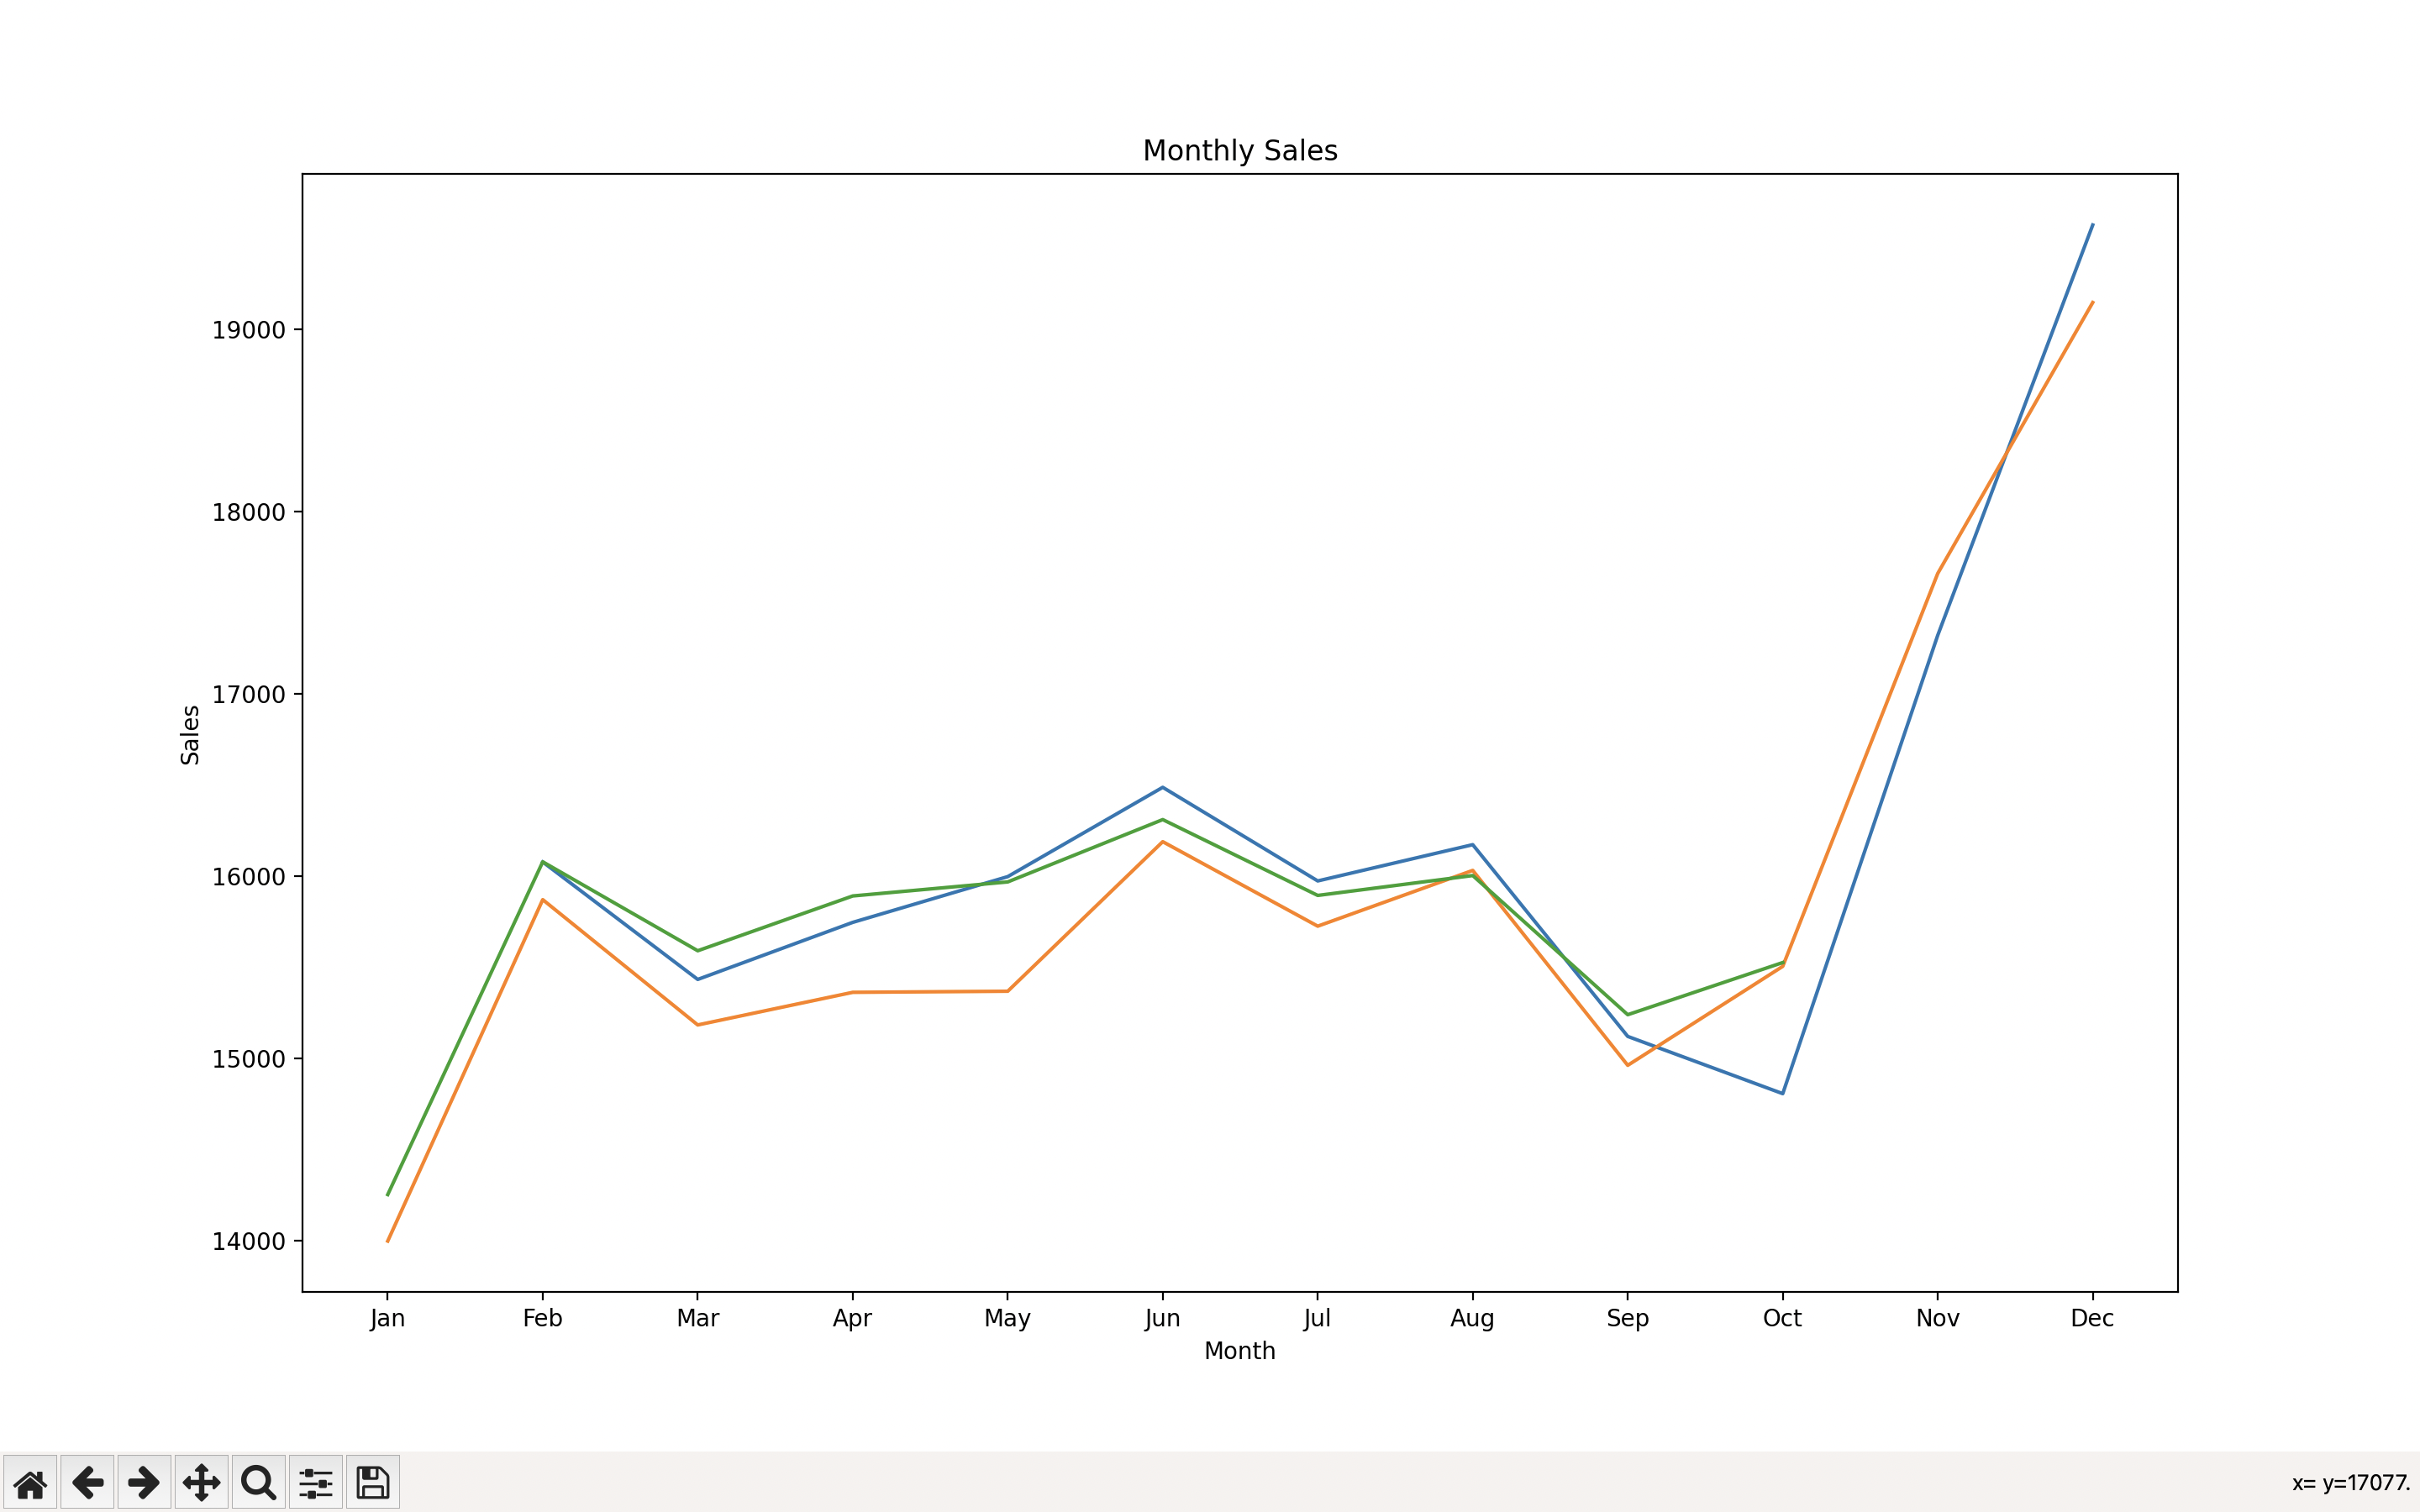 Monthly Sales
19000
18000
17000
16000
15000
14000
Sales
Jan Feb Mar Apr May Jun Jul Aug Sep Oct Nov Dec
Month
x= y=17077.